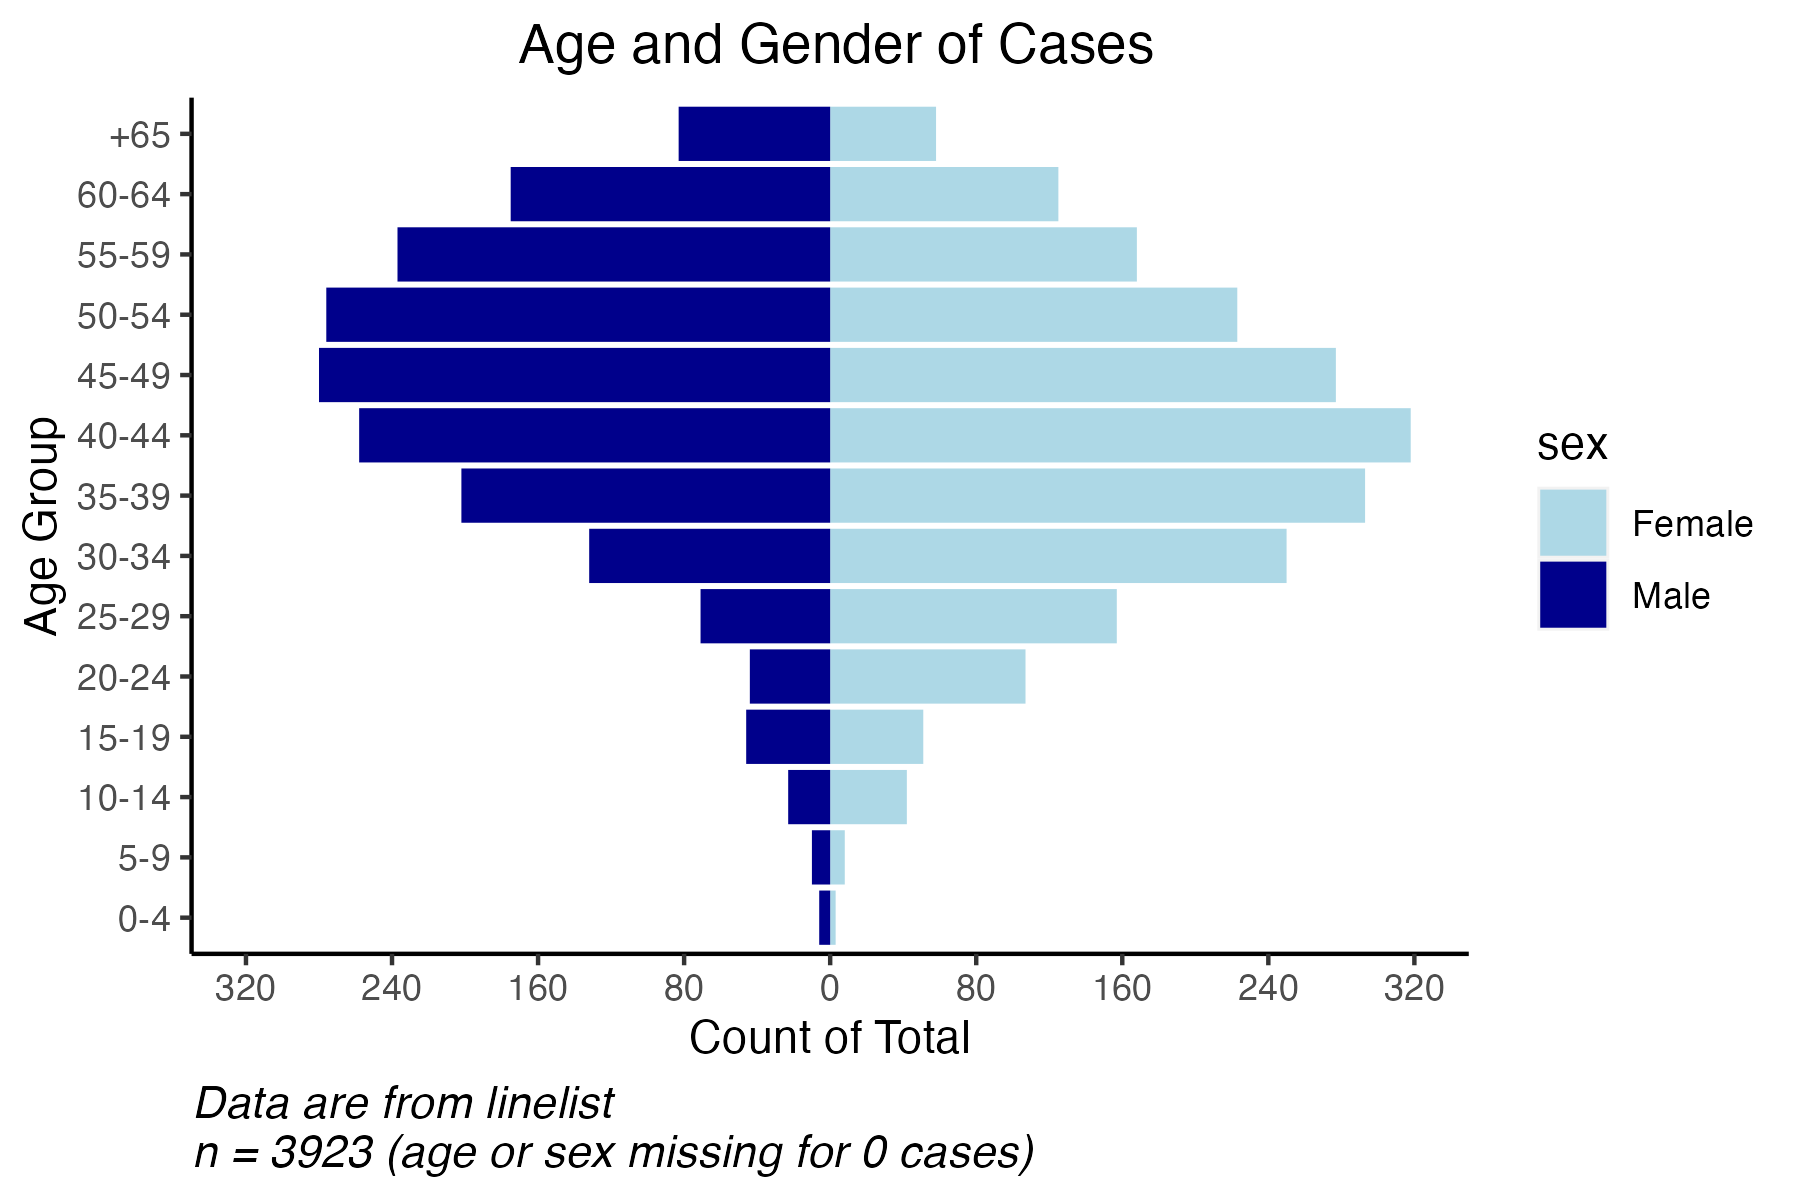 Age and Gender of Cases
+65
60-64
55-59
50-54
45-49
40-44
35-39
30-34
25-29
20-24
15-19
10-14
5-9
0-4
Age Group
320 240 160 80 0 80 160 240 320
Count of Total
sex
Female
Male
Data are from linelist
n = 3923 (age or sex missing for 0 cases)